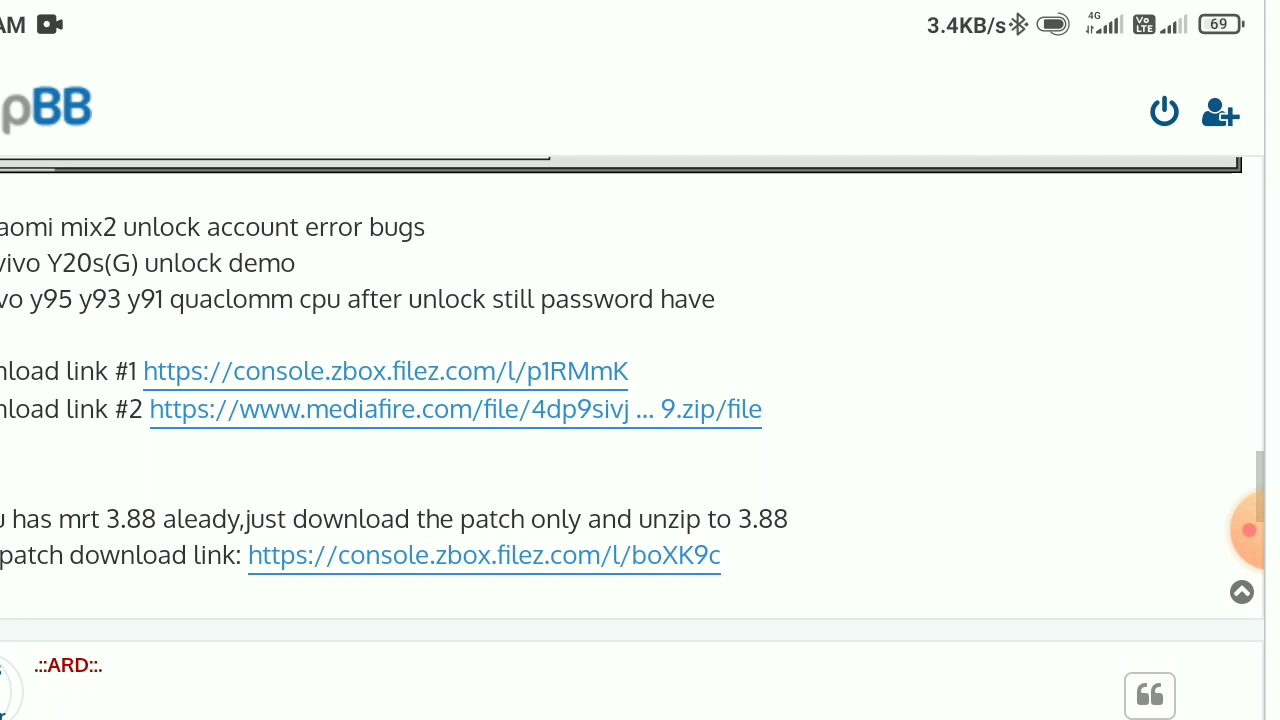 AM 3.4KB/s 4G Vo LTE 69
pBB
aomi mix2 unlock account error bugs
vivo Y20s(G) unlock demo
vo y95 y93 y91 quaclomm cpu after unlock still password have
nload link #1 https://console.zbox.filez.com/l/p1RMmK
nload link #2 https://www.mediafire.com/file/4dp9sivj ... 9.zip/file
u has mrt 3.88 aleady,just download the patch only and unzip to 3.88
patch download link: https://console.zbox.filez.com/l/boXK9c
.::ARD::.